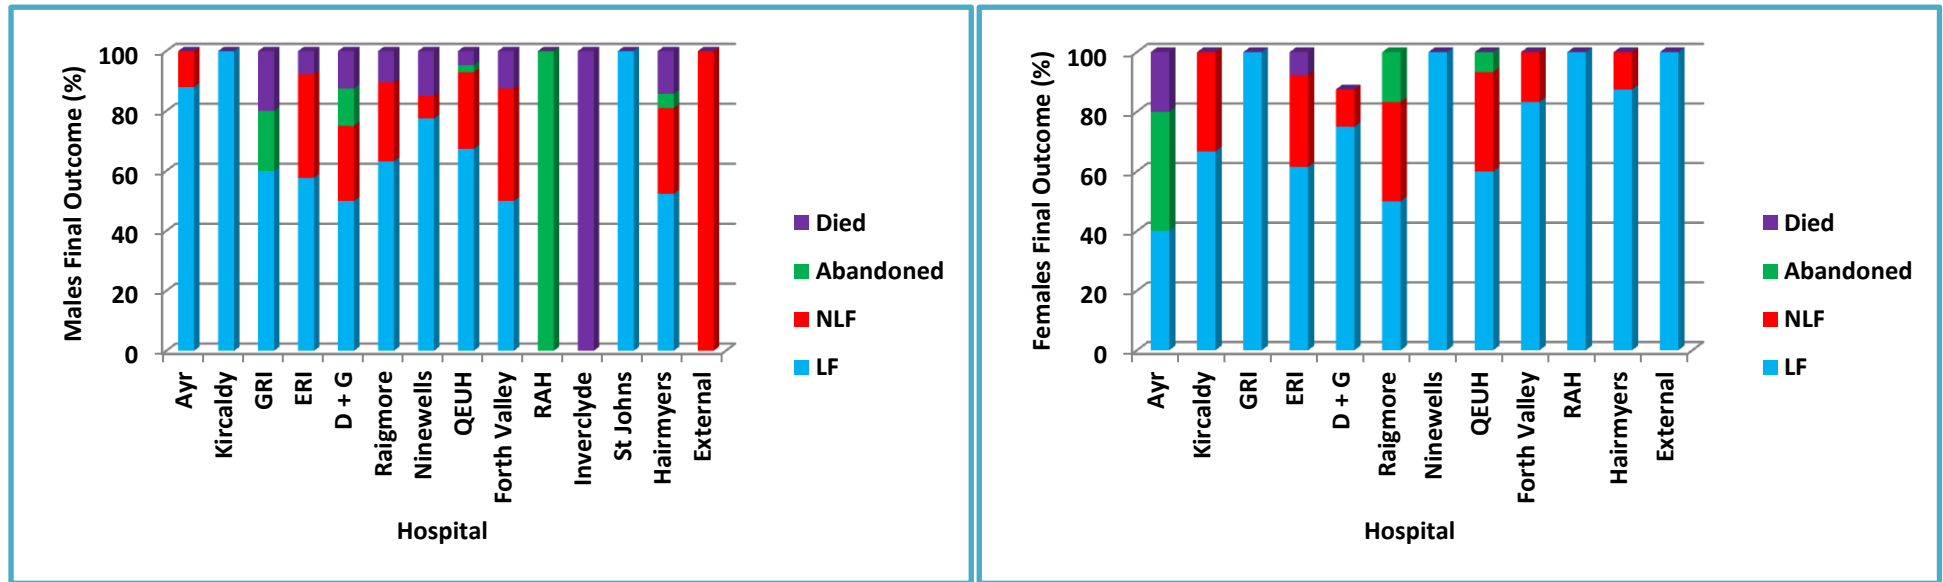 Males Final Outcome (%)
100
80
60
40
20
0
Ayr
Kircaldy
GRI
ERI
D + G
Raigmore
Ninewells
QEUH
Forth Valley
RAH
Inverclyde
St Johns
Hairmyers
External
Hospital
Died
Abandoned
NLF
LF
Females Final Outcome (%)
100
80
60
40
20
0
Ayr
Kircaldy
GRI
ERI
D + G
Raigmore
Ninewells
QEUH
Forth Valley
RAH
Hairmyers
External
Hospital
Died
Abandoned
NLF
LF